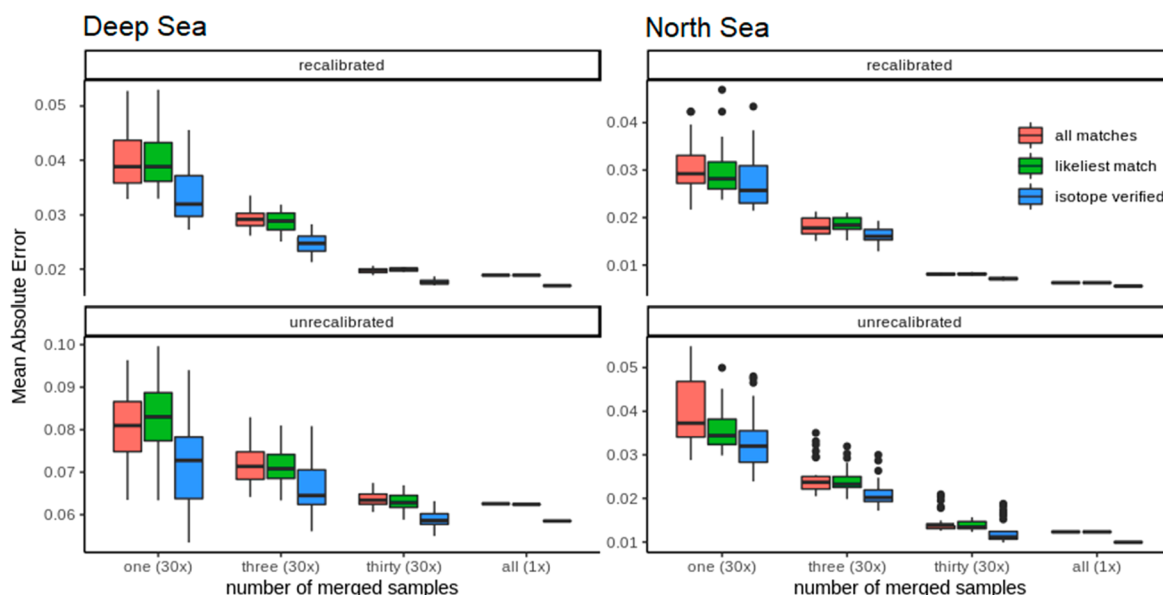 Deep Sea
North Sea
recalibrated
recalibrated
0.05
0.04
0.03
0.02
0.04
0.03
0.02
0.01
all matches
likeliest match
isotope verified
Mean Absolute Error
unrecalibrated
unrecalibrated
0.10
0.09
0.08
0.07
0.06
0.05
0.04
0.03
0.02
0.01
one (30x) three (30x) thirty (30x) all (1x)
one (30x) three (30x) thirty (30x) all (1x)
number of merged samples
number of merged samples